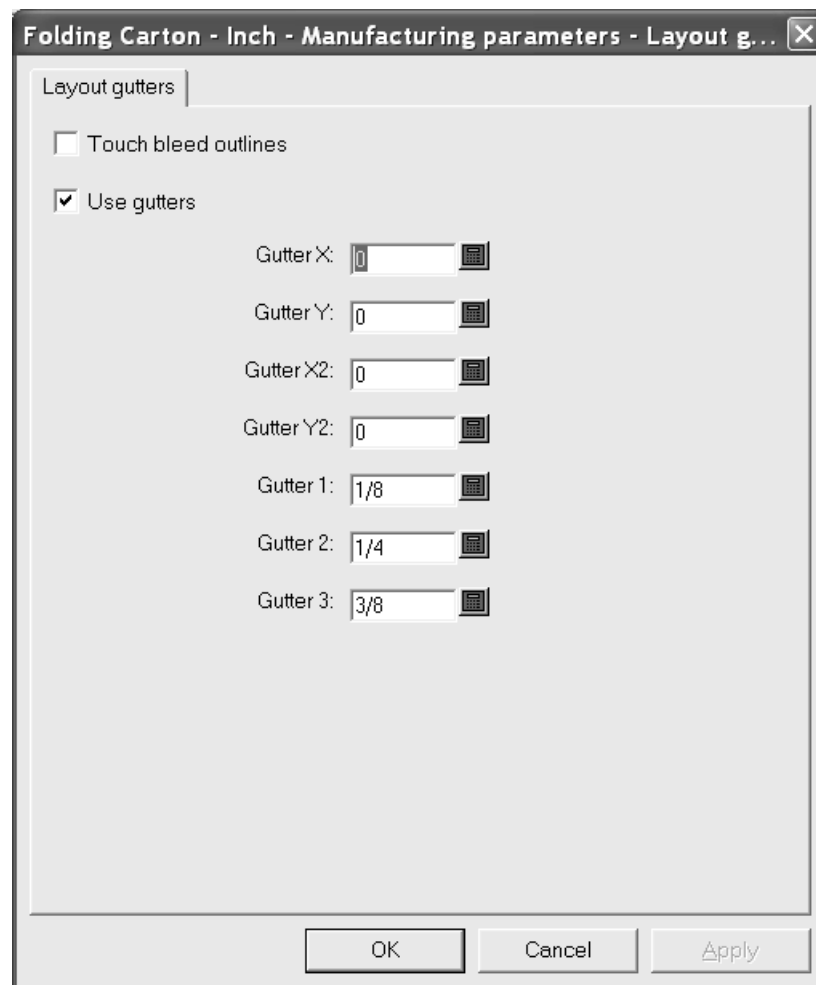 Folding Carton - Inch - Manufacturing parameters - Layout g...
Layout gutters
Touch bleed outlines
Use gutters
Gutter X: 0
Gutter Y: 0
Gutter X2: 0
Gutter Y2: 0
Gutter 1: 1/8
Gutter 2: 1/4
Gutter 3: 3/8
OK Cancel Apply